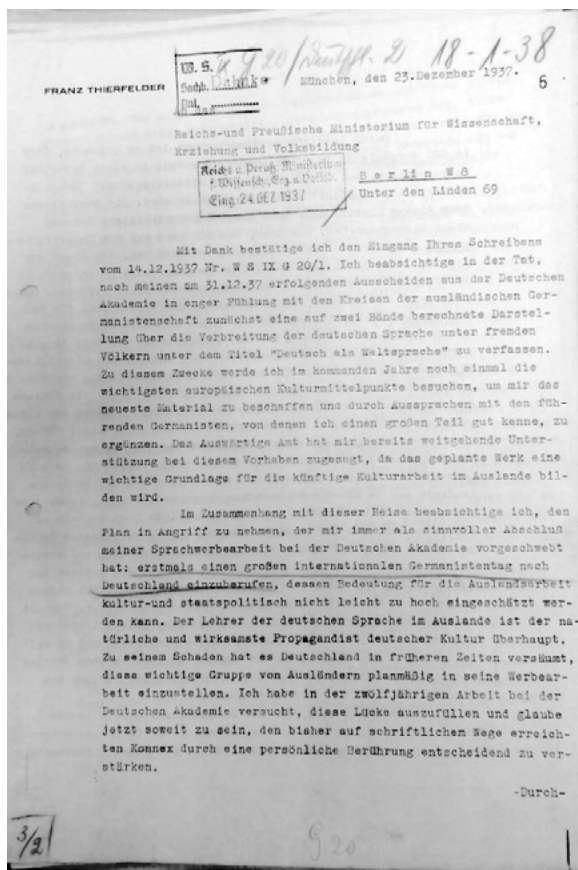 18-1-38
W. S.
Sachb. Dahnke
FRANZ THIERFELDER
München, den 23.Dezember 1937.
6
Reichs-und Preußische Ministerium für Wissenschaft,
Erziehung und Volksbildung
Reichs u. Preuß. Ministerium
f. Wissensch., Erz. u. Volksb.
Eing. 24.DEZ.1937
Berlin W8
Unter den Linden 69
Mit Dank bestätige ich den Eingang Ihres Schreibens
vom 14.12.1937 Nr. W S IX G 20/1. Ich beabsichtige in der Tat,
nach meinem am 31.12.37 erfolgenden Ausscheiden aus der Deutschen
Akademie in enger Fühlung mit den Kreisen der ausländischen Ger-
manistenschaft zunächst eine auf zwei Bände berechnete Darstel-
lung über die Verbreitung der deutschen Sprache unter fremden
Völkern unter dem Titel "Deutsch als Weltsprache" zu verfassen.
Zu diesem Zwecke werde ich im kommenden Jahre noch einmal die
wichtigsten europäischen Kulturmittelpunkte besuchen, um mir das
neueste Material zu beschaffen und durch Aussprachen mit den füh-
renden Germanisten, von denen ich einen großen Teil gut kenne, zu
ergänzen. Das Auswärtige Amt hat mir bereits weitgehende Unter-
stützung bei diesem Vorhaben zugesagt, da das geplante Werk eine
wichtige Grundlage für die künftige Kulturarbeit im Auslande bil-
den wird.
Im Zusammenhang mit dieser Reise beabsichtige ich, den
Plan in Angriff zu nehmen, der mir immer als sinnvoller Abschluß
meiner Sprachwerbearbeit bei der Deutschen Akademie vorgeschwebt
hat: erstmals einen großen internationalen Germanistentag nach
Deutschland einzuberufen, dessen Bedeutung für die Auslandsarbeit
kultur-und staatspolitisch nicht leicht zu hoch eingeschätzt wer-
den kann. Der Lehrer der deutschen Sprache im Auslande ist der na-
türliche und wirksamste Propagandist deutscher Kultur überhaupt.
Zu seinem Schaden hat es Deutschland in früheren Zeiten versäumt,
diese wichtige Gruppe von Ausländern planmäßig in seine Werbear-
beit einzustellen. Ich habe in der zwölfjährigen Arbeit bei der
Deutschen Akademie versucht, diese Lücke auszufüllen und glaube
jetzt soweit zu sein, den bisher auf schriftlichem Wege erreich-
ten Konnex durch eine persönliche Berührung entscheidend zu ver-
stärken.
-Durch-
3/2
G 20